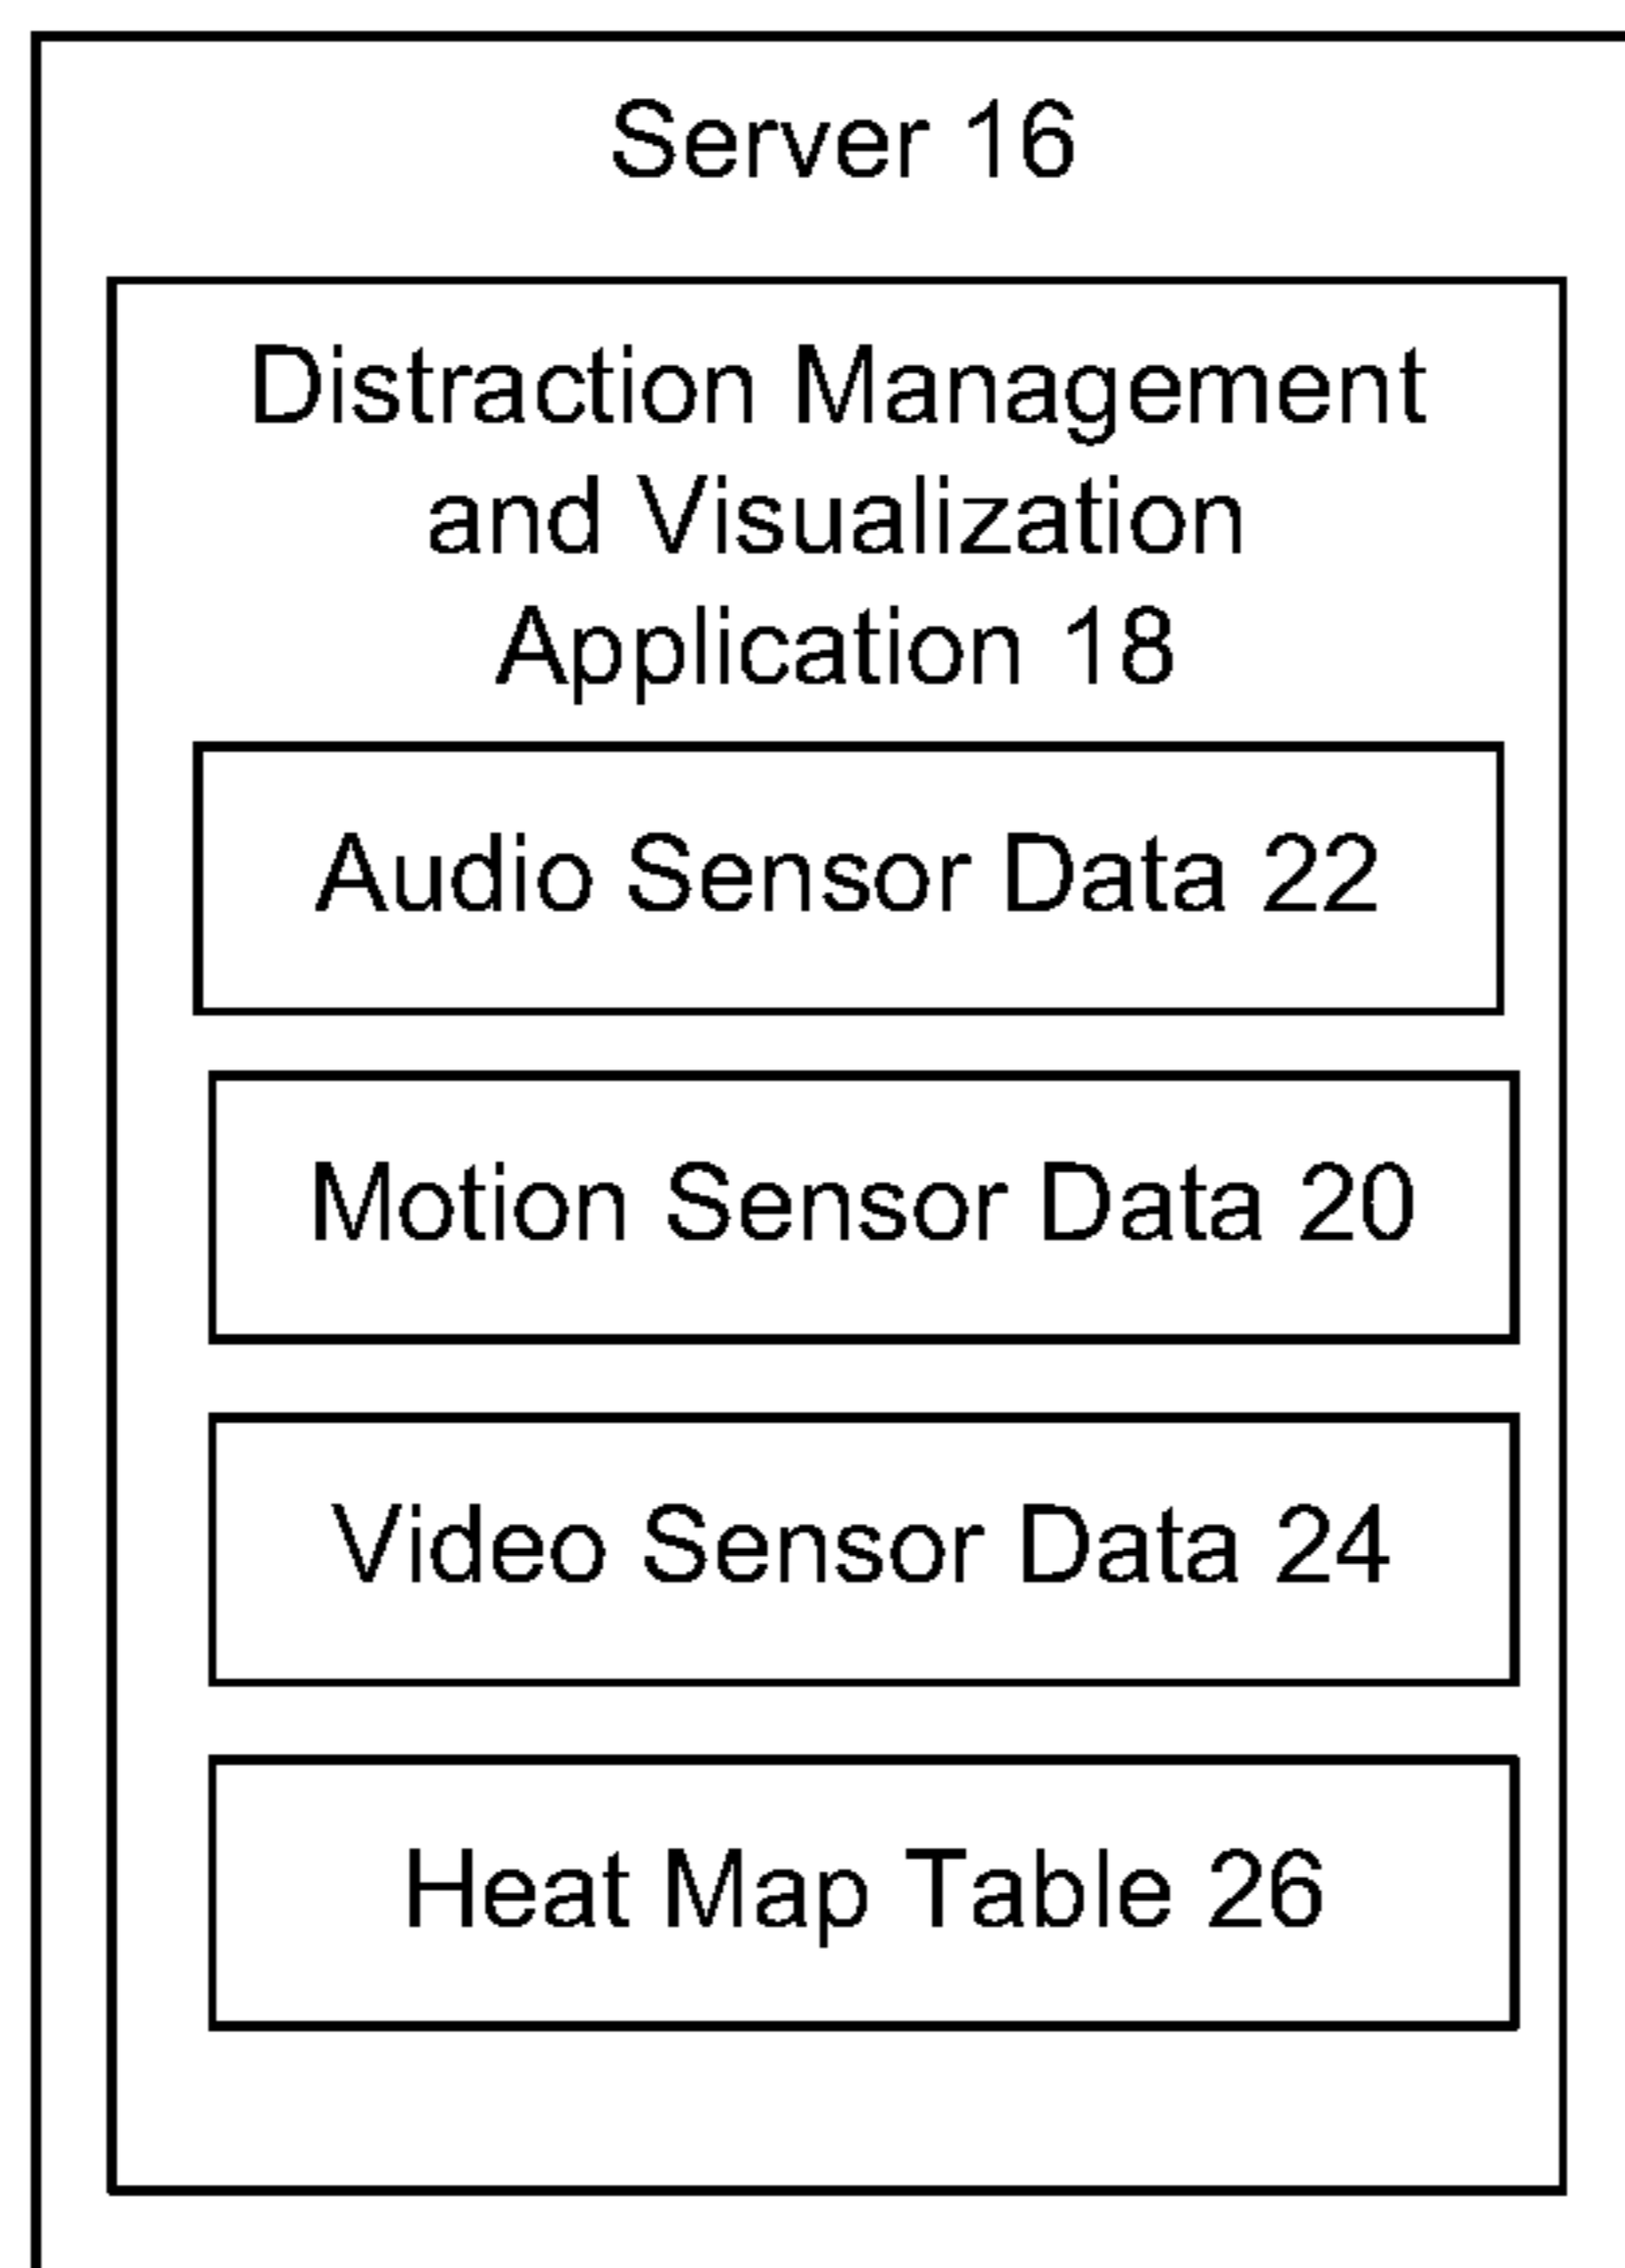 Server 16
Distraction Management
and Visualization
Application 18
Audio Sensor Data 22
Motion Sensor Data 20
Video Sensor Data 24
Heat Map Table 26